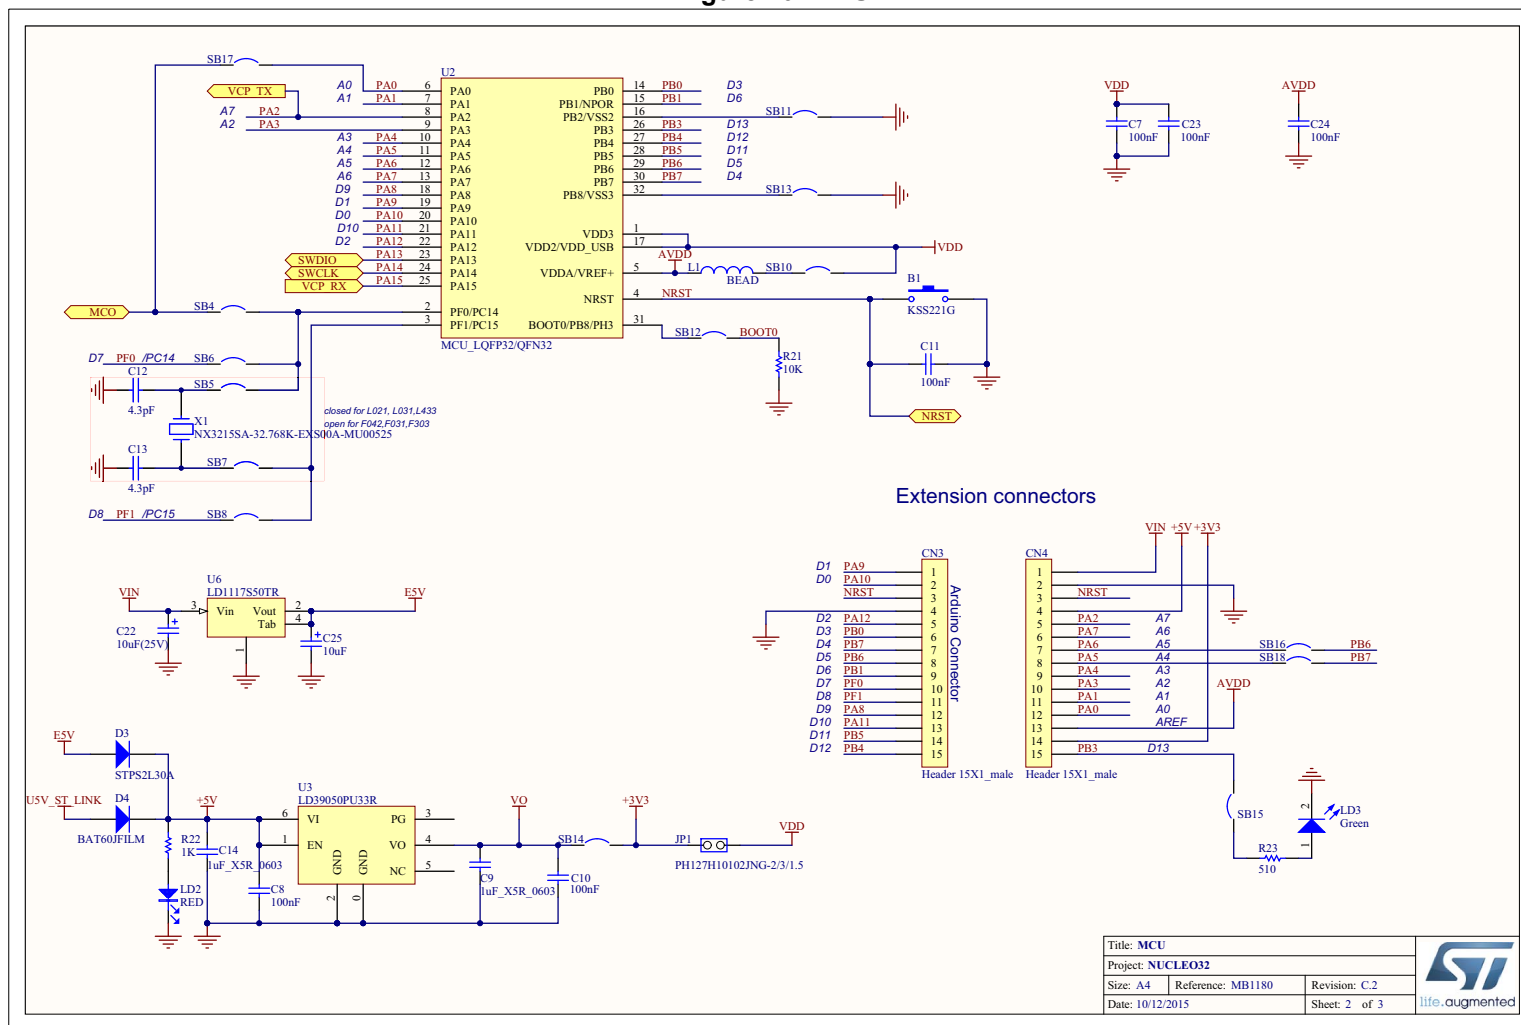 SB17
VCP TX
A0 PA0 6
A1 PA1 7
A7 PA2 8
A2 PA3 9
A3 PA4 10
A4 PA5 11
A5 PA6 12
A6 PA7 13
D9 PA8 18
D1 PA9 19
D0 PA10 20
D10 PA11 21
D2 PA12 22
SWDIO PA13 23
SWCLK PA14 24
VCP RX PA15 25
MCO SB4 2
3
U2
PA0 PB0
PA1 PB1/NPOR
PA2 PB2/VSS2
PA3 PB3
PA4 PB4
PA5 PB5
PA6 PB6
PA7 PB7
PA8 PB8/VSS3
PA9
PA10
PA11 VDD3
PA12 VDD2/VDD_USB
PA13
PA14 VDDA/VREF+
PA15
NRST
PF0/PC14
PF1/PC15 BOOT0/PB8/PH3
MCU_LQFP32/QFN32
14 PB0 D3
15 PB1 D6
16 SB11
26 PB3 D13
27 PB4 D12
28 PB5 D11
29 PB6 D5
30 PB7 D4
32 SB13
1
17 VDD
AVDD
5 L1 SB10
BEAD
4 NRST
B1
KSS221G
31 SB12 BOOT0
R21
10K
C11
100nF
NRST
VDD
C7
100nF
C23
100nF
AVDD
C24
100nF
D7 PF0 /PC14 SB6
C12
4.3pF
SB5
X1
NX3215SA-32.768K-EXS00A-MU00525
closed for L021, L031,L433
open for F042,F031,F303
C13
4.3pF
SB7
D8 PF1 /PC15 SB8
VIN
C22
10uF(25V)
+
U6
LD1117S50TR
3 Vin Vout 2
Tab 4
1
E5V
+
C25
10uF
Extension connectors
CN3
D1 PA9 1
D0 PA10 2
NRST 3
4
D2 PA12 5
D3 PB0 6
D4 PB7 7
D5 PB6 8
D6 PB1 9
D7 PF0 10
D8 PF1 11
D9 PA8 12
D10 PA11 13
D11 PB5 14
D12 PB4 15
Arduino Connector
Header 15X1_male
VIN +5V +3V3
CN4
1
2
3 NRST
4
5 PA2 A7
6 PA7 A6
7 PA6 A5 SB16 PB6
8 PA5 A4 SB18 PB7
9 PA4 A3
10 PA3 A2
11 PA1 A1
12 PA0 A0
13 AREF
14
15 PB3 D13
Header 15X1_male
AVDD
SB15
2
LD3
Green
1
R23
510
E5V
D3
STPS2L30A
U5V_ST_LINK
D4
BAT60JFILM
+5V
R22
1K
LD2
RED
C14
1uF_X5R_0603
C8
100nF
U3
LD39050PU33R
6 VI PG 3
1 EN VO 4
NC 5
GND GND
2 0
VO
C9
1uF_X5R_0603
SB14
C10
100nF
+3V3
JP1
PH127H10102JNG-2/3/1.5
VDD
Title: MCU
Project: NUCLEO32
Size: A4 Reference: MB1180 Revision: C.2
Date: 10/12/2015 Sheet: 2 of 3
ST
life.augmented